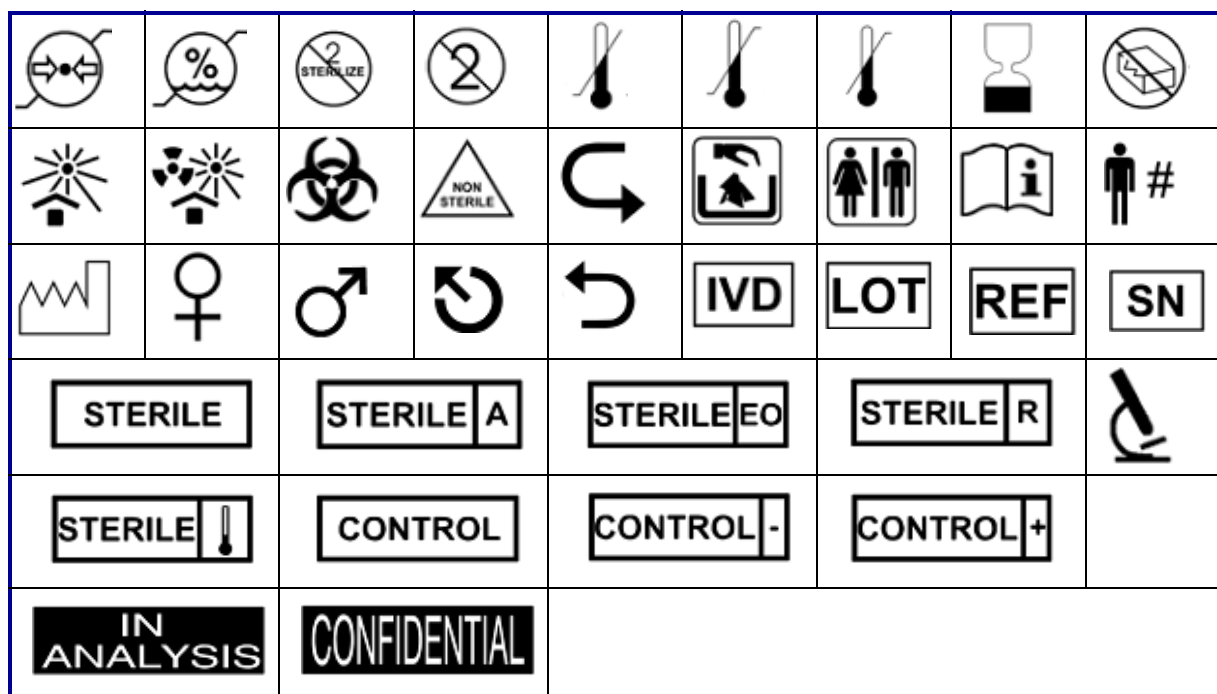 %
2
STERILIZE
2
NON
STERILE
i
#
IVD
LOT
REF
SN
STERILE
STERILE A
STERILE EO
STERILE R
STERILE
CONTROL
CONTROL -
CONTROL +
IN
ANALYSIS
CONFIDENTIAL